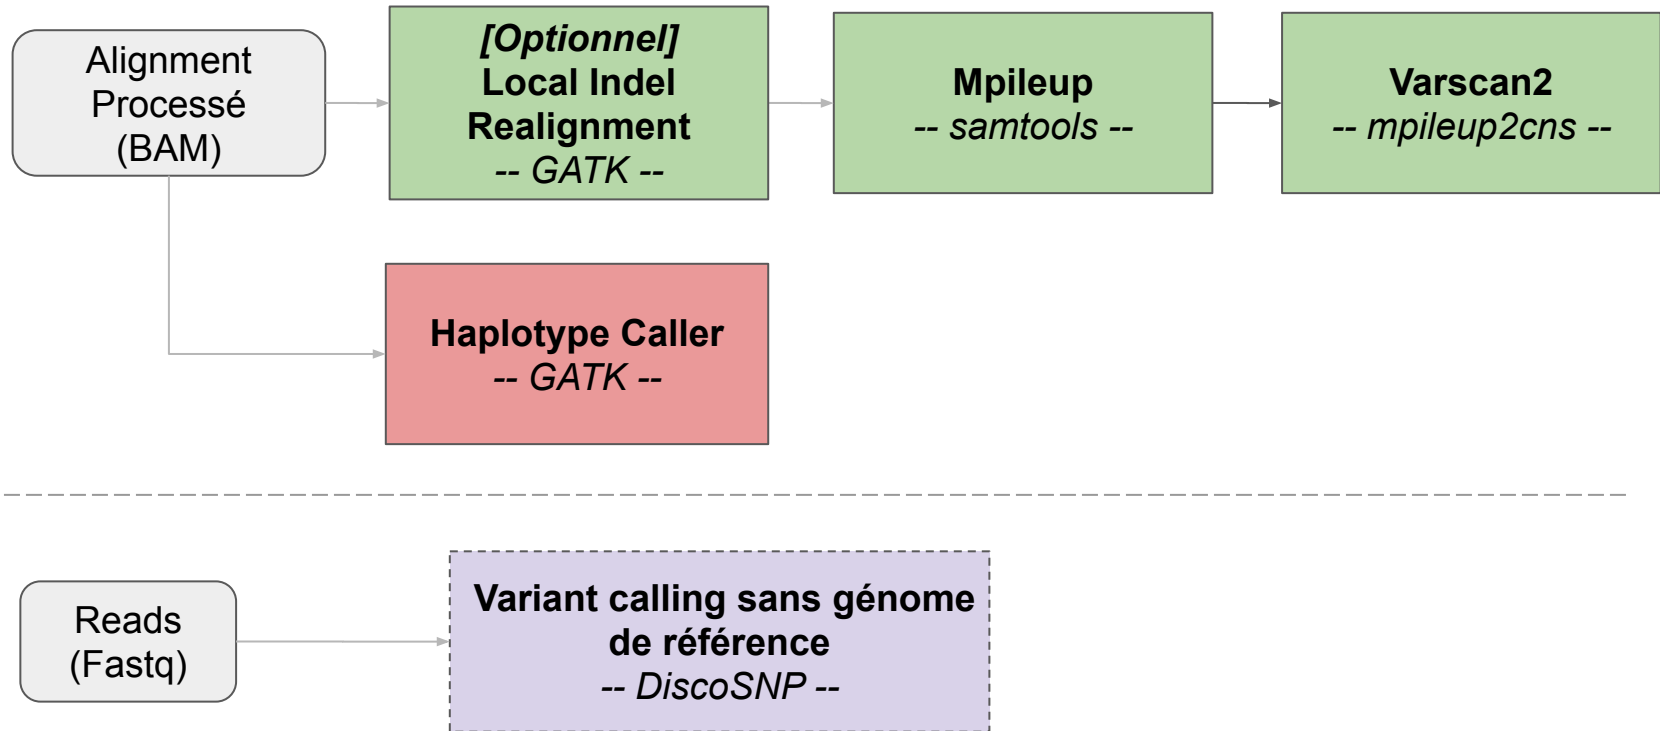 Alignment
Processé
(BAM)
[Optionnel]
Local Indel
Realignment
-- GATK --
Mpileup
-- samtools --
Varscan2
-- mpileup2cns --
Haplotype Caller
-- GATK --
Reads
(Fastq)
Variant calling sans génome
de référence
-- DiscoSNP --